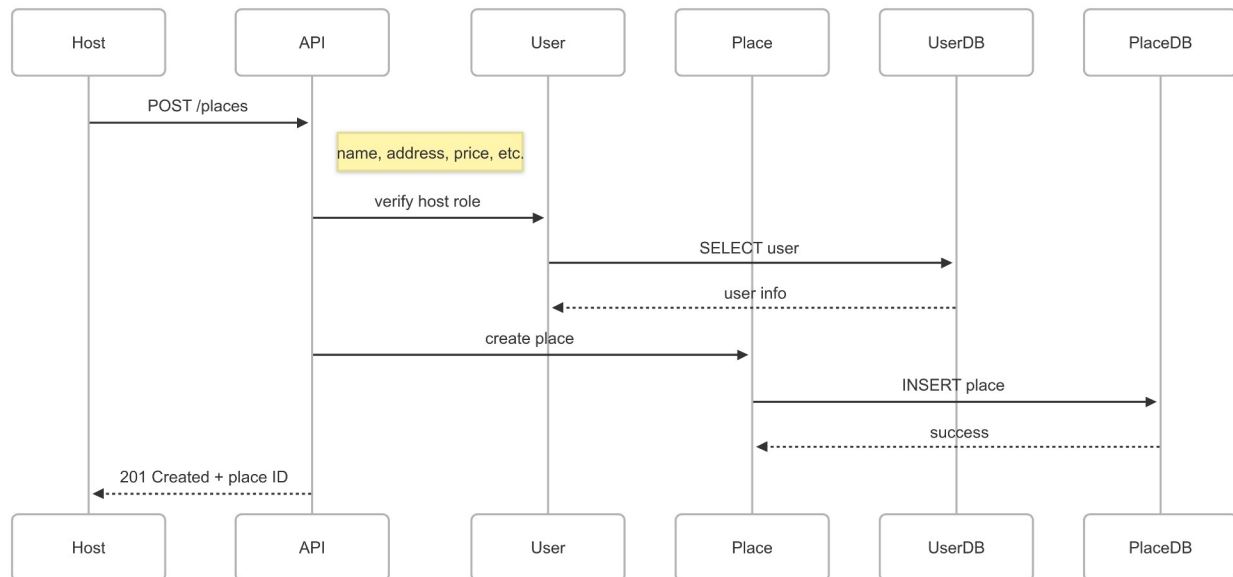 Host
API
User
Place
UserDB
PlaceDB
POST /places
name, address, price, etc.
verify host role
SELECT user
user info
create place
INSERT place
success
201 Created + place ID
Host
API
User
Place
UserDB
PlaceDB